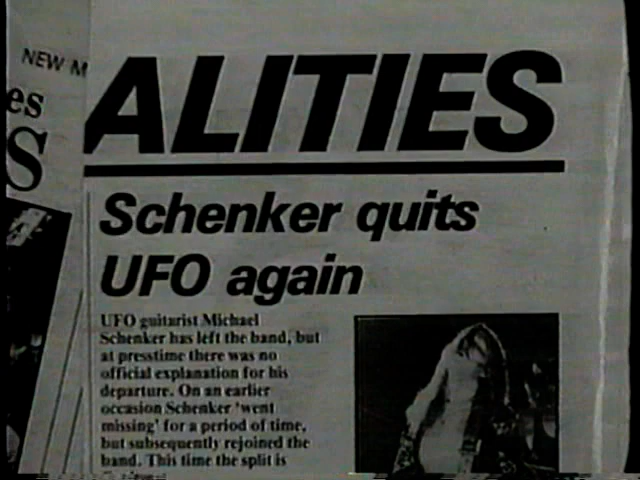 NEW M
es
S
ALITIES
Schenker quits
UFO again
UFO guitarist Michael
Schenker has left the band, but
at presstime there was no
official explanation for his
departure. On an earlier
occasion Schenker 'went
missing' for a period of time,
but subsequently rejoined the
band. This time the split is